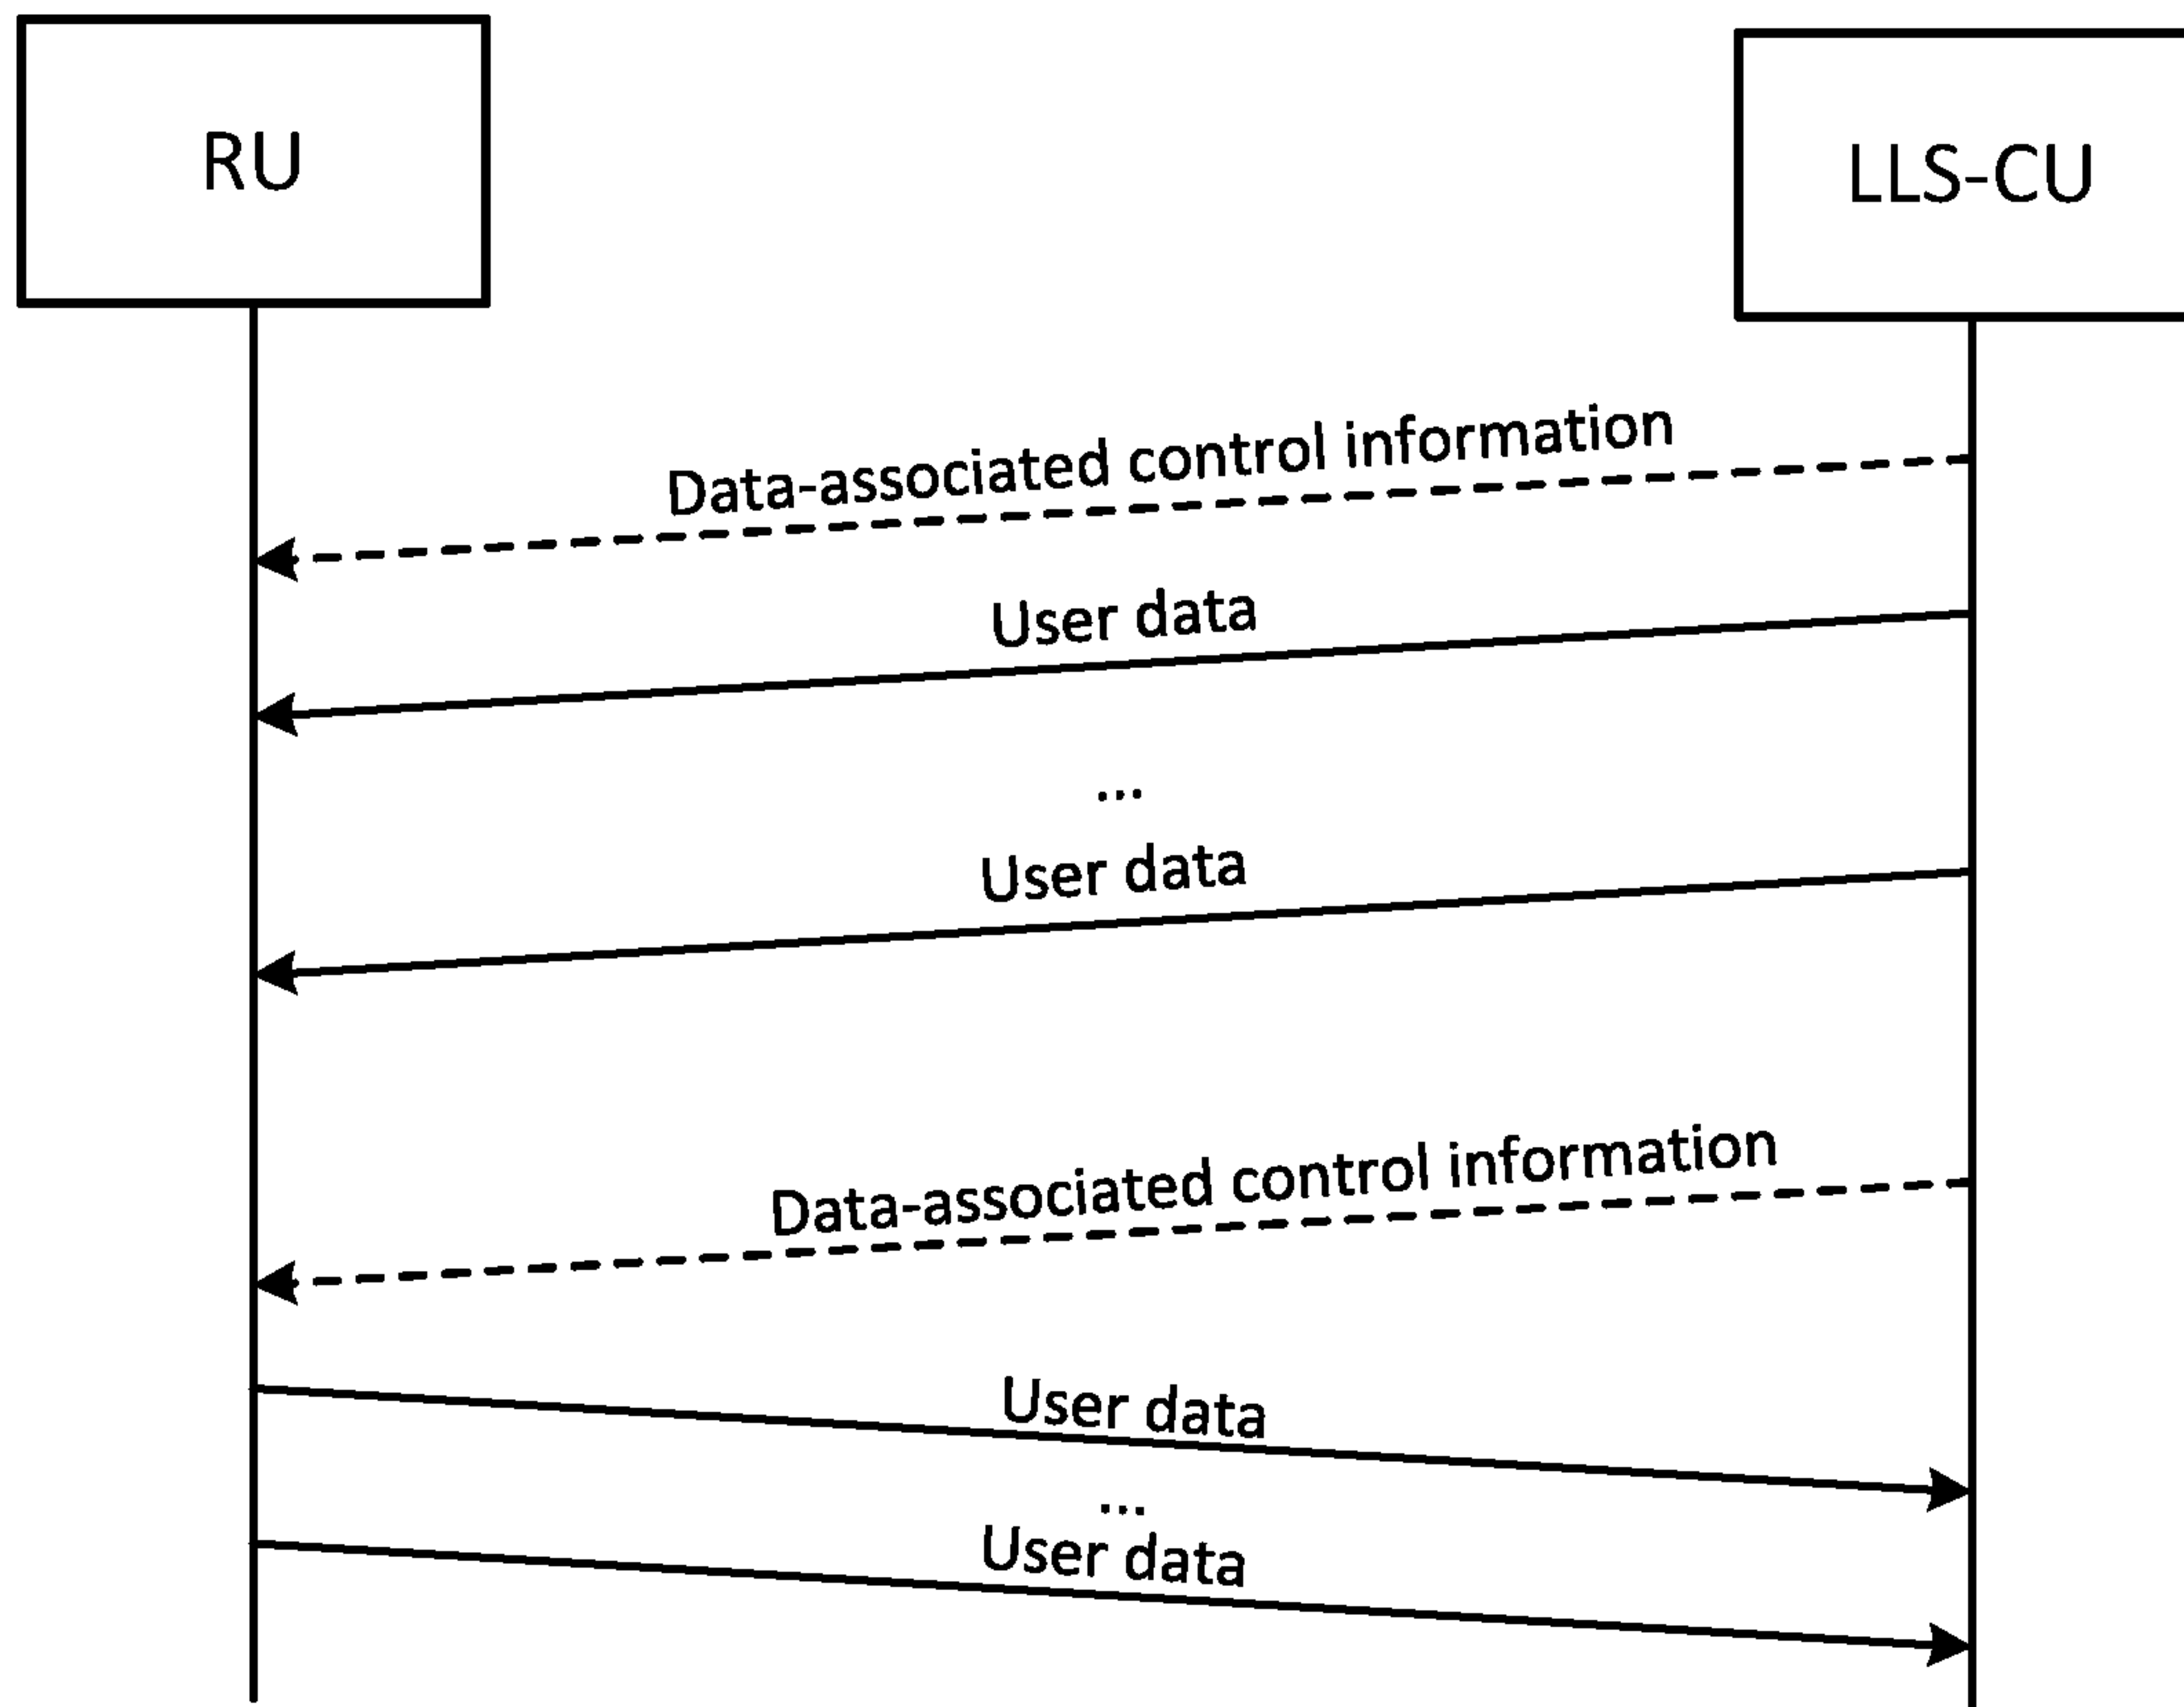 RU
LLS-CU
Data-associated control information
User data
...
User data
Data-associated control information
User data
...
User data